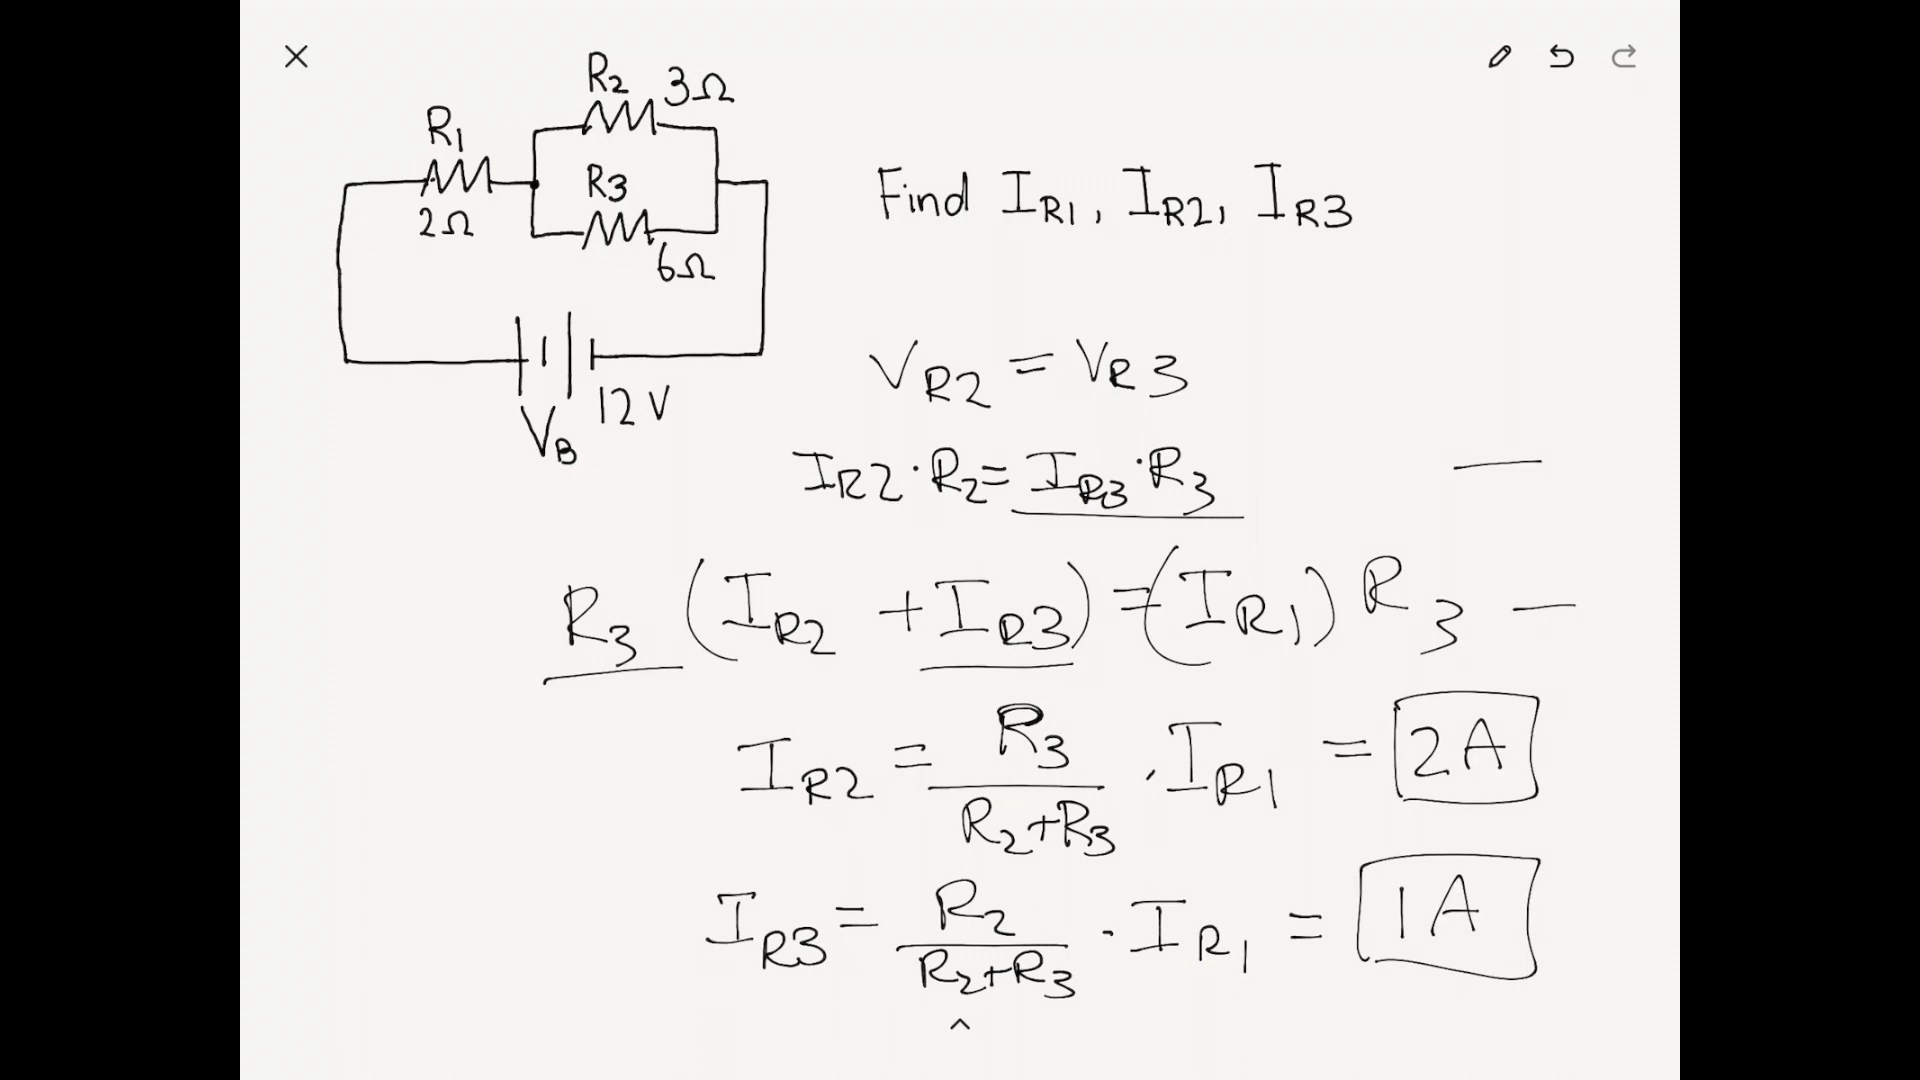 R2 3Ω
R1
R3
2Ω
6Ω
12V
VB
Find IR1, IR2, IR3
VR2 = VR3
IR2·R2 = IR3·R3 —
R3 (IR2 + IR3) = (IR1) R3 —
IR2 = R3 / R2+R3 · IR1 = 2A
IR3 = R2 / R2+R3 · IR1 = 1A